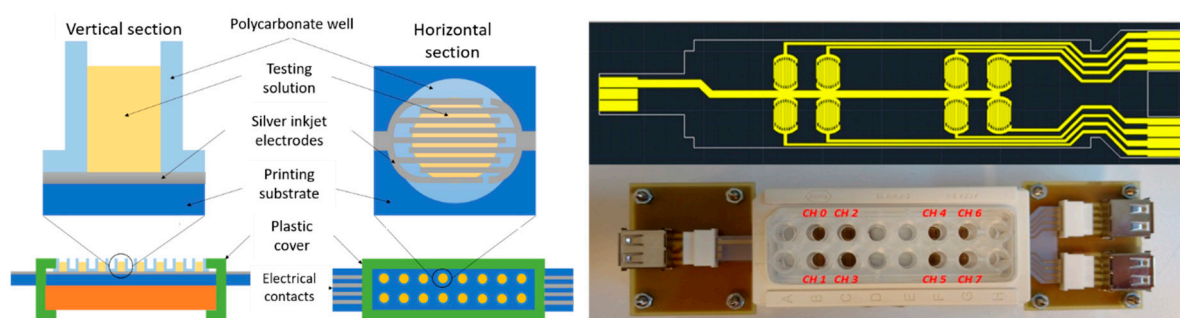 Vertical section
Polycarbonate well
Horizontal
section
Testing
solution
Silver inkjet
electrodes
Printing
substrate
Plastic
cover
Electrical
contacts
CH 0
CH 2
CH 4
CH 6
CH 1
CH 3
CH 5
CH 7
A
B
C
D
E
F
G
H